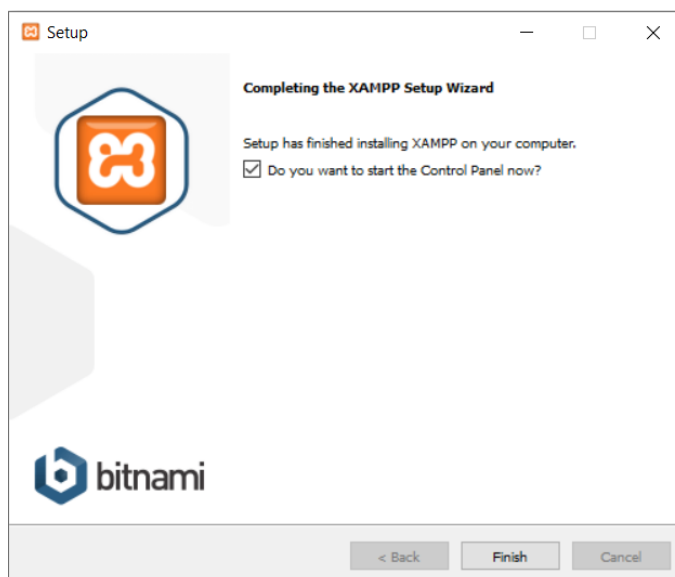 Setup
Completing the XAMPP Setup Wizard
Setup has finished installing XAMPP on your computer.
Do you want to start the Control Panel now?
bitnami
< Back
Finish
Cancel